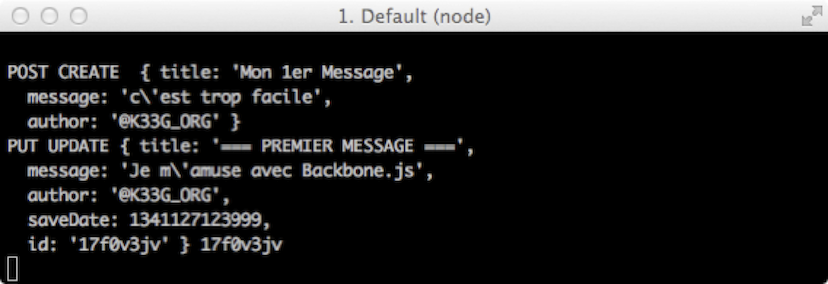 1. Default (node)
POST CREATE  { title: 'Mon 1er Message',
  message: 'c\'est trop facile',
  author: '@K33G_ORG' }
PUT UPDATE { title: '=== PREMIER MESSAGE ===',
  message: 'Je m\'amuse avec Backbone.js',
  author: '@K33G_ORG',
  saveDate: 1341127123999,
  id: '17f0v3jv' } 17f0v3jv